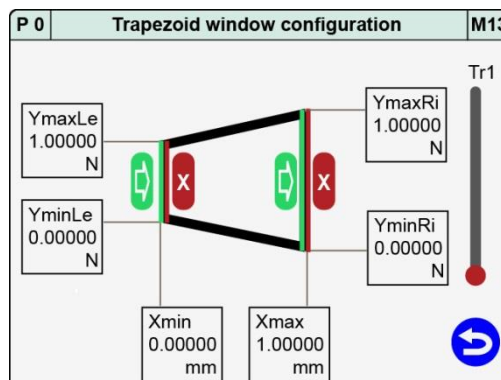 P 0 Trapezoid window configuration M13
Tr1
YmaxLe
1.00000
N
YmaxRi
1.00000
N
X
X
YminLe
0.00000
N
YminRi
0.00000
N
Xmin
0.00000
mm
Xmax
1.00000
mm